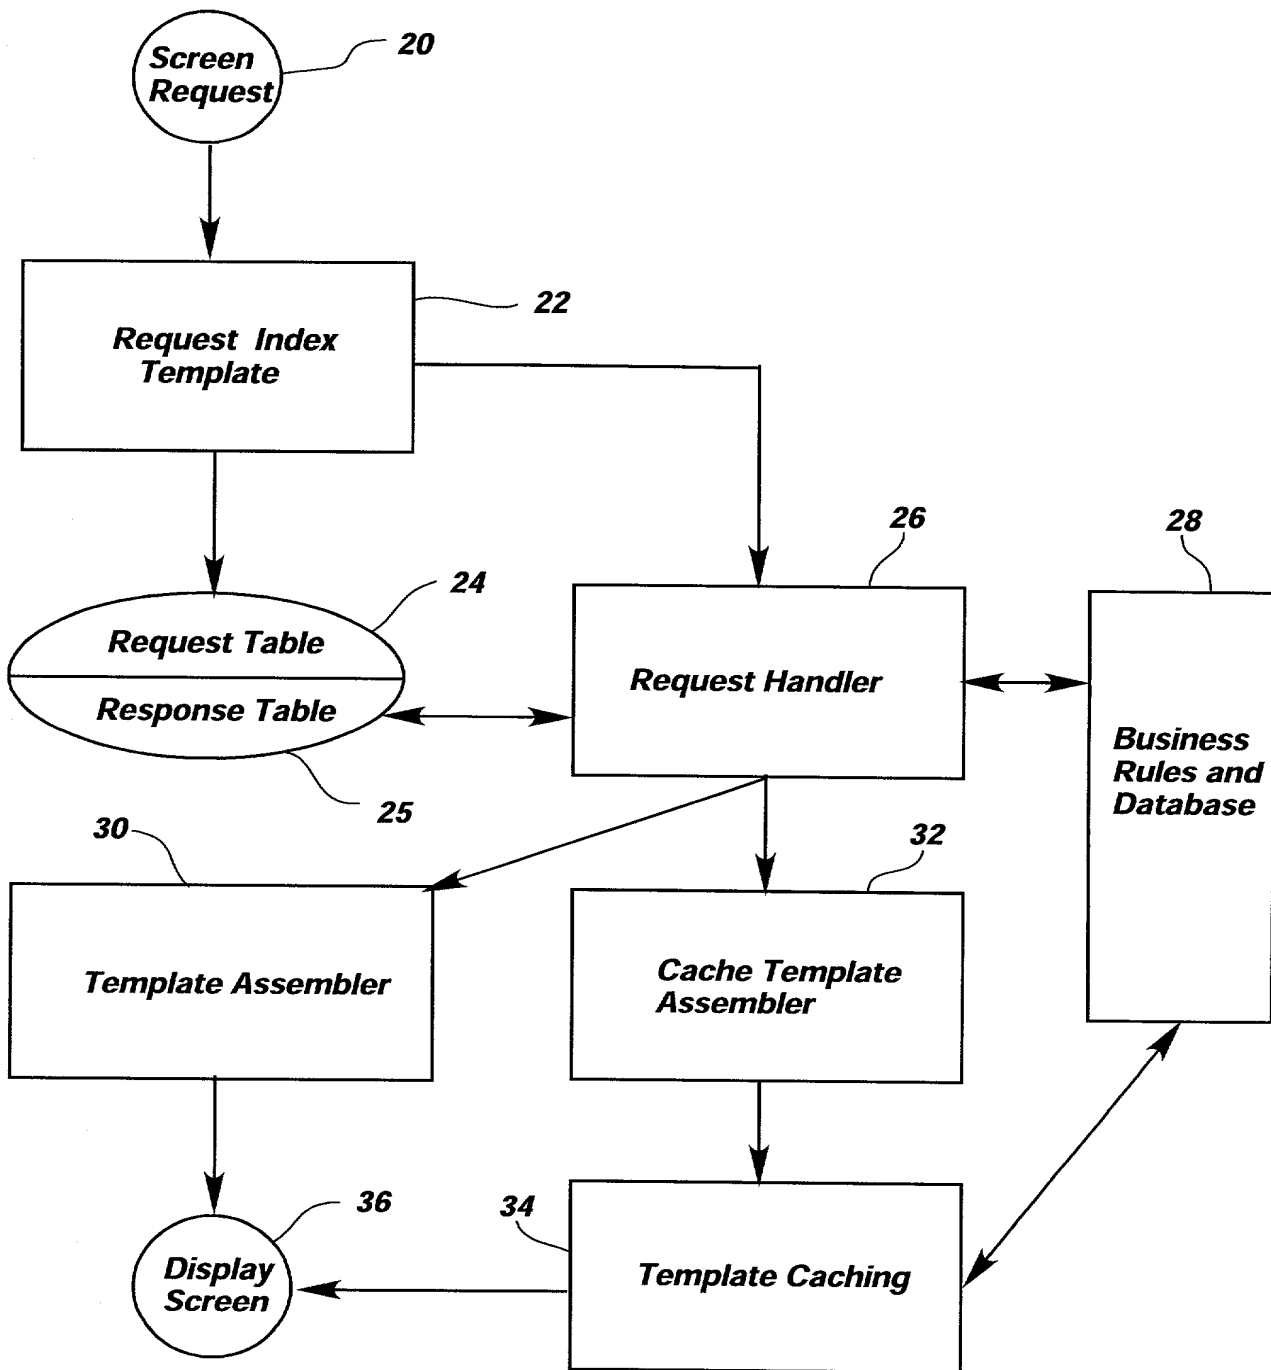 Screen
Request
20
Request Index
Template
22
24
Request Table
Response Table
25
26
Request Handler
28
Business
Rules and
Database
30
Template Assembler
32
Cache Template
Assembler
36
Display
Screen
34
Template Caching